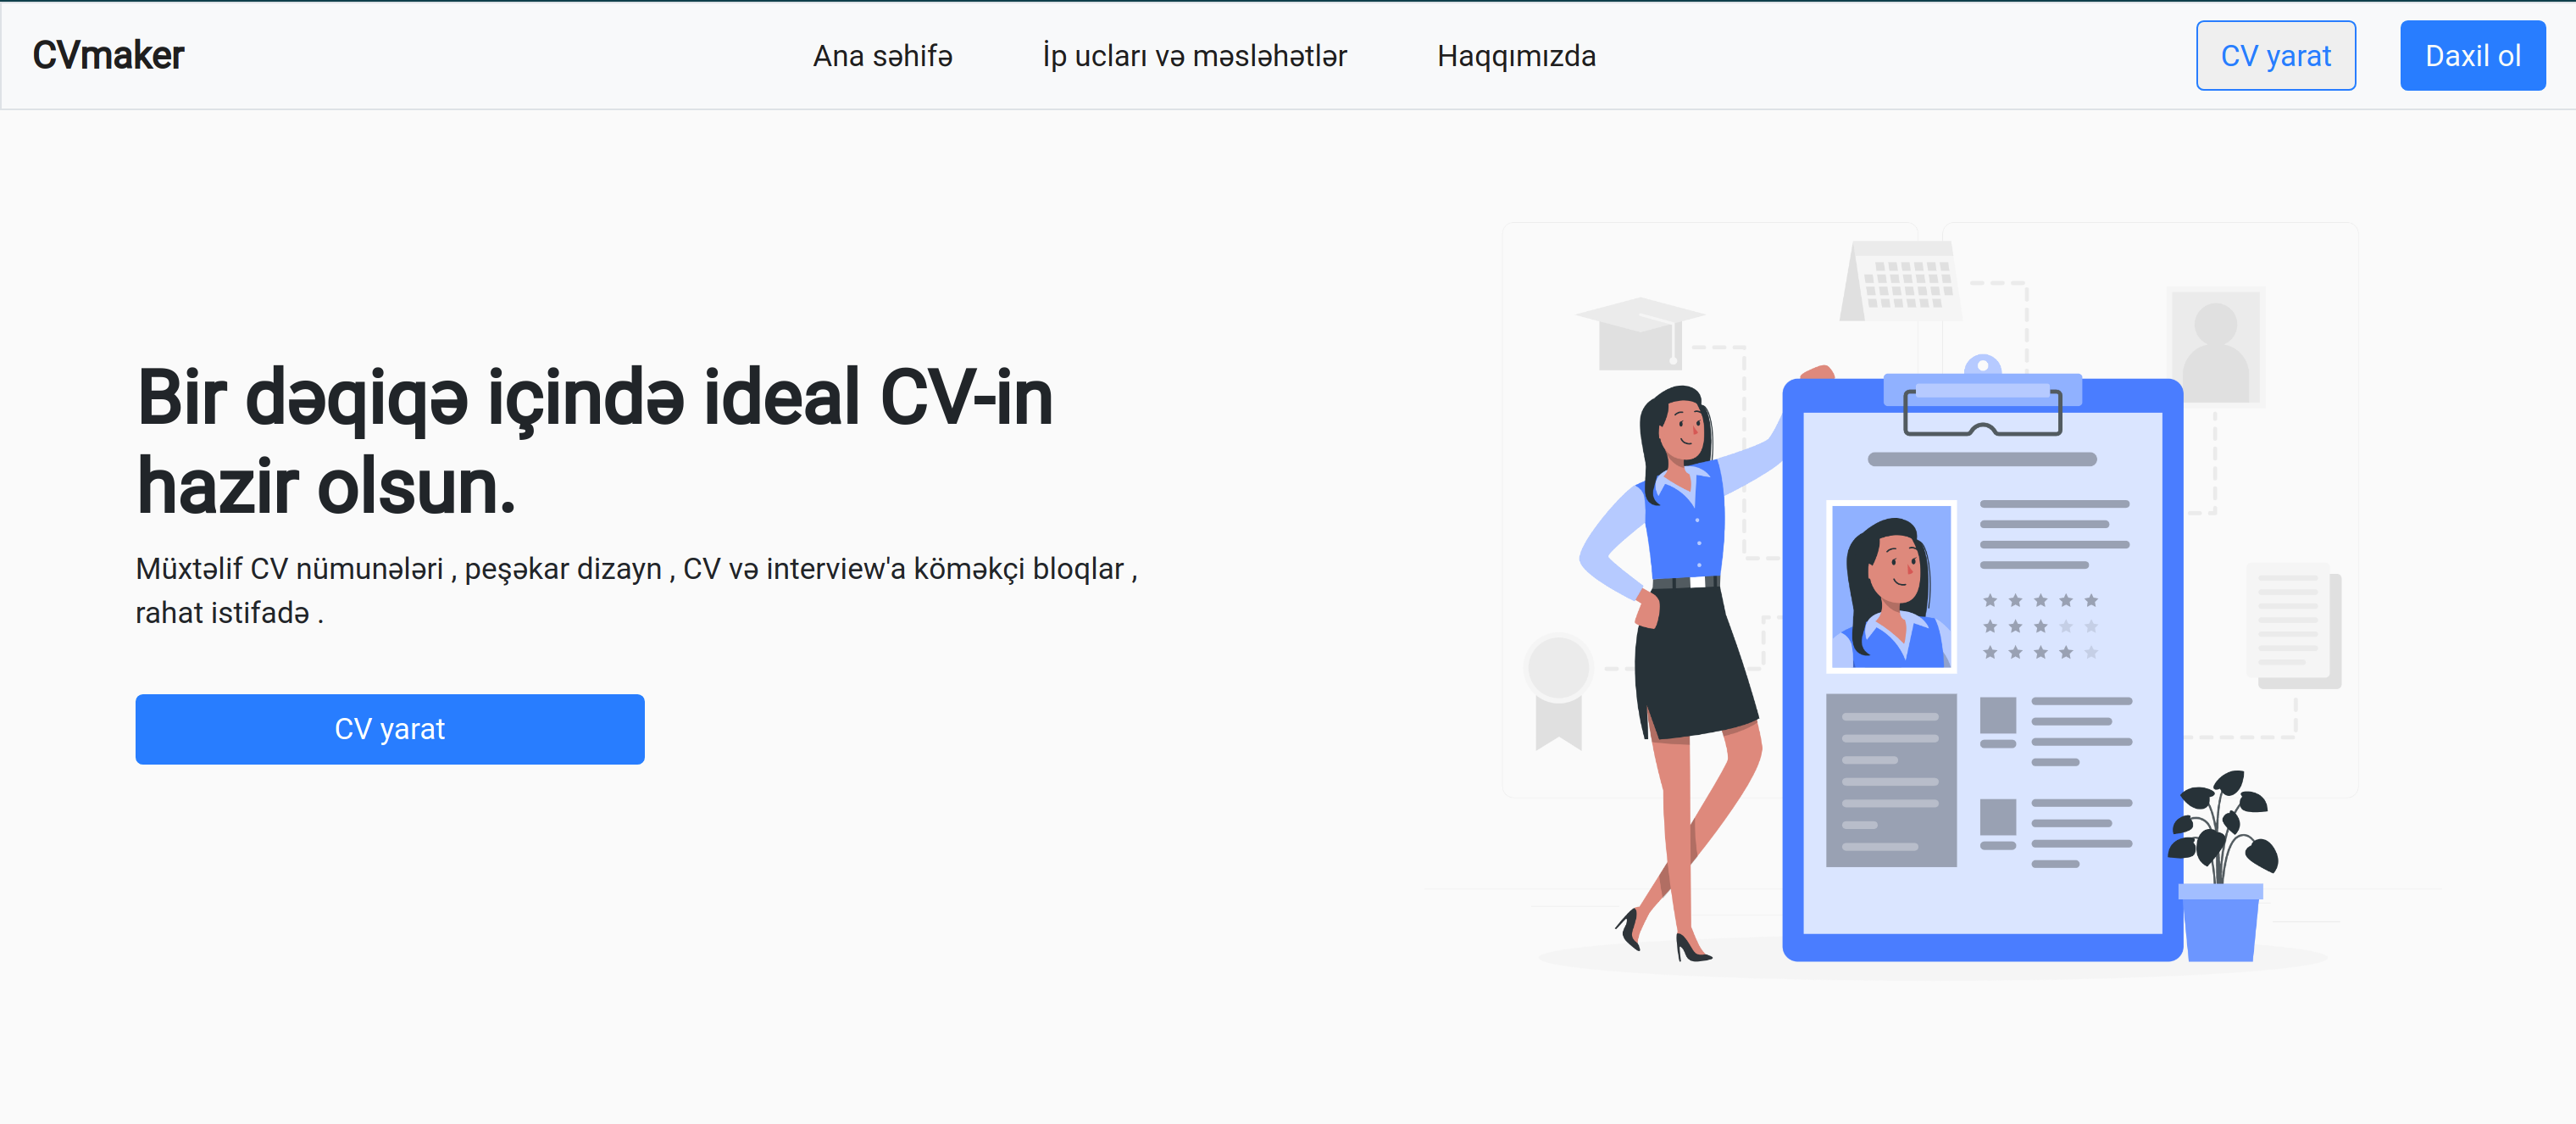 CVmaker
Ana səhifə
İp ucları və məsləhətlər
Haqqımızda
CV yarat
Daxil ol
Bir dəqiqə içində ideal CV-in
hazir olsun.
Müxtəlif CV nümunələri , peşəkar dizayn , CV və interview'a köməkçi bloqlar ,
rahat istifadə .
CV yarat